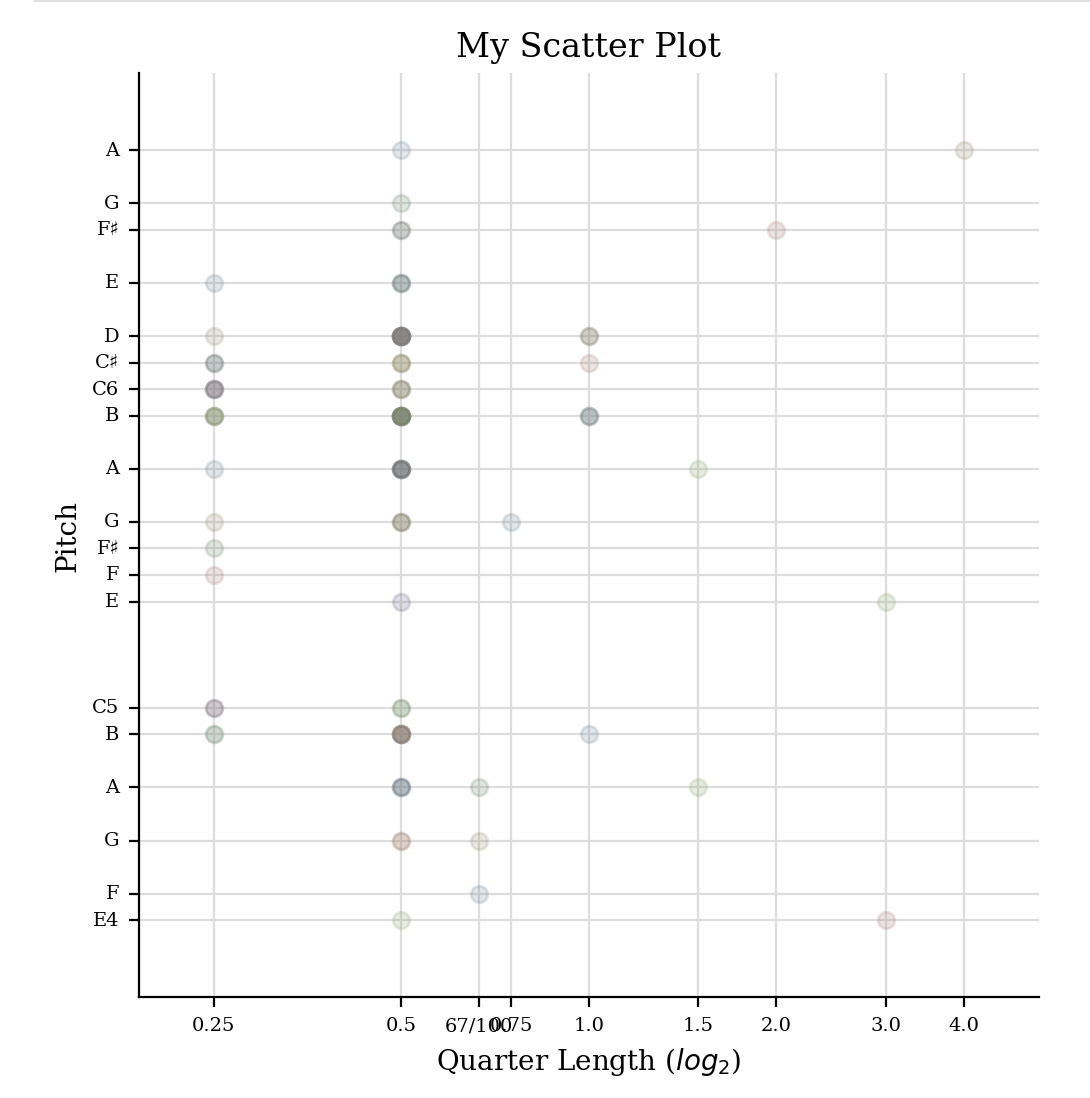 My Scatter Plot
A
G
F♯
E
D
C♯
C6
B
A
G
F♯
F
E
C5
B
A
G
F
E4
Pitch
0.25 0.5 67/100 0.75 1.0 1.5 2.0 3.0 4.0
Quarter Length (log2)